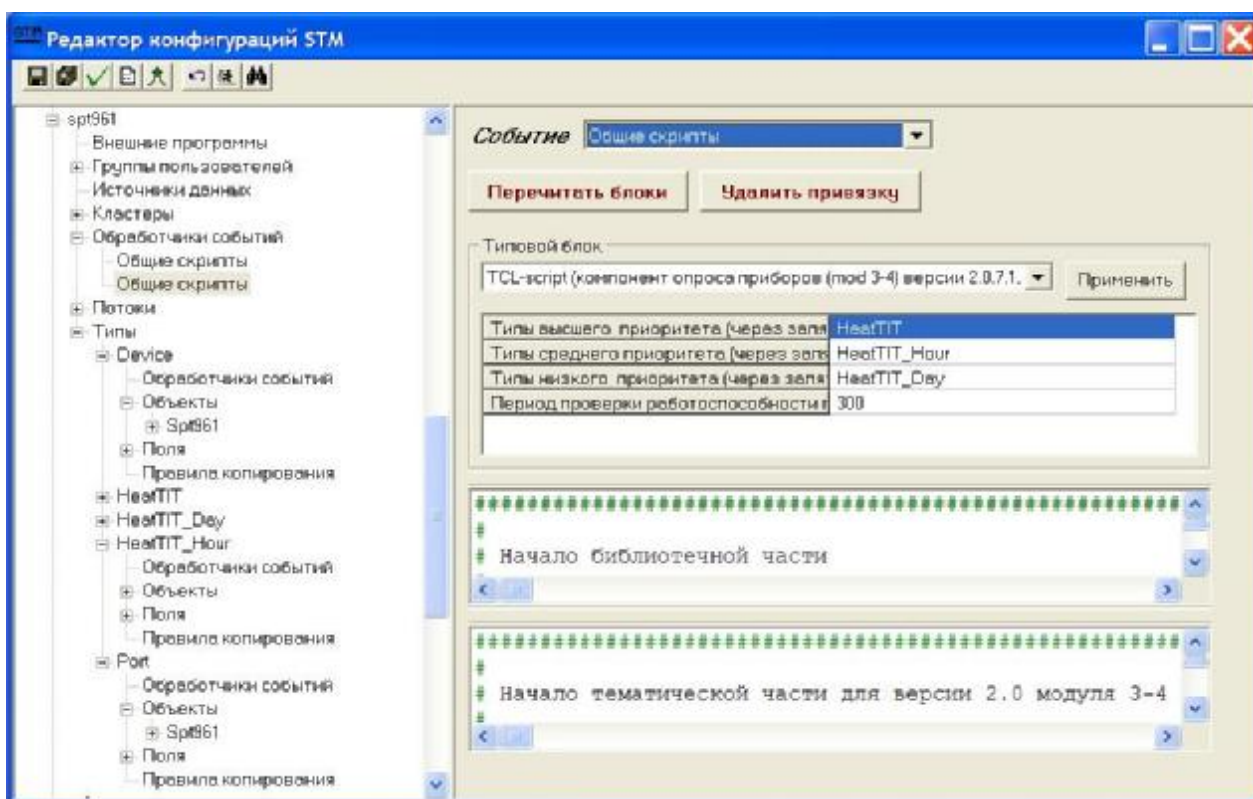 STM Редактор конфигураций STM
spt961
Внешние программы
Группы пользователей
Источники данных
Кластеры
Обработчики событий
Общие скрипты
Общие скрипты
Потоки
Типы
Device
Обработчики событий
Объекты
Spt961
Поля
Правила копирования
HeatTIT
HeatTIT_Day
HeatTIT_Hour
Обработчики событий
Объекты
Поля
Правила копирования
Port
Обработчики событий
Объекты
Spt961
Поля
Правила копирования
Событие Общие скрипты
Перечитать блоки Удалить привязку
Типовой блок
TCL-script (компонент опроса приборов (mod 3-4) версии 2.0.7.1. Применить
Типы высшего приоритета (через запя HeatTIT
Типы среднего приоритета (через запя HeatTIT_Hour
Типы низкого приоритета (через запя HeatTIT_Day
Период проверки работоспособности 300
############################################################
#
# Начало библиотечной части
############################################################
#
# Начало тематической части для версии 2.0 модуля 3-4
#